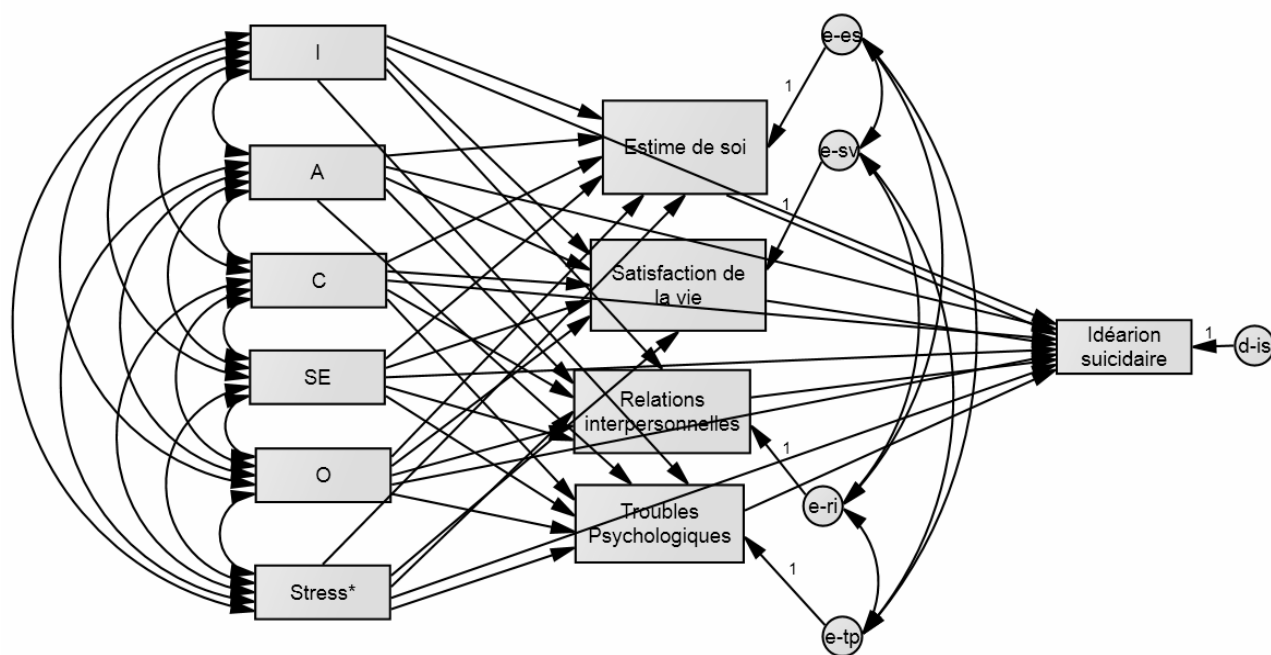 I
e-es
1
Estime de soi
A
e-sv
1
C
Satisfaction de
la vie
Idéarion
suicidaire
1
d-is
SE
Relations
interpersonnelles
1
O
e-ri
Troubles
Psychologiques
1
Stress*
e-tp